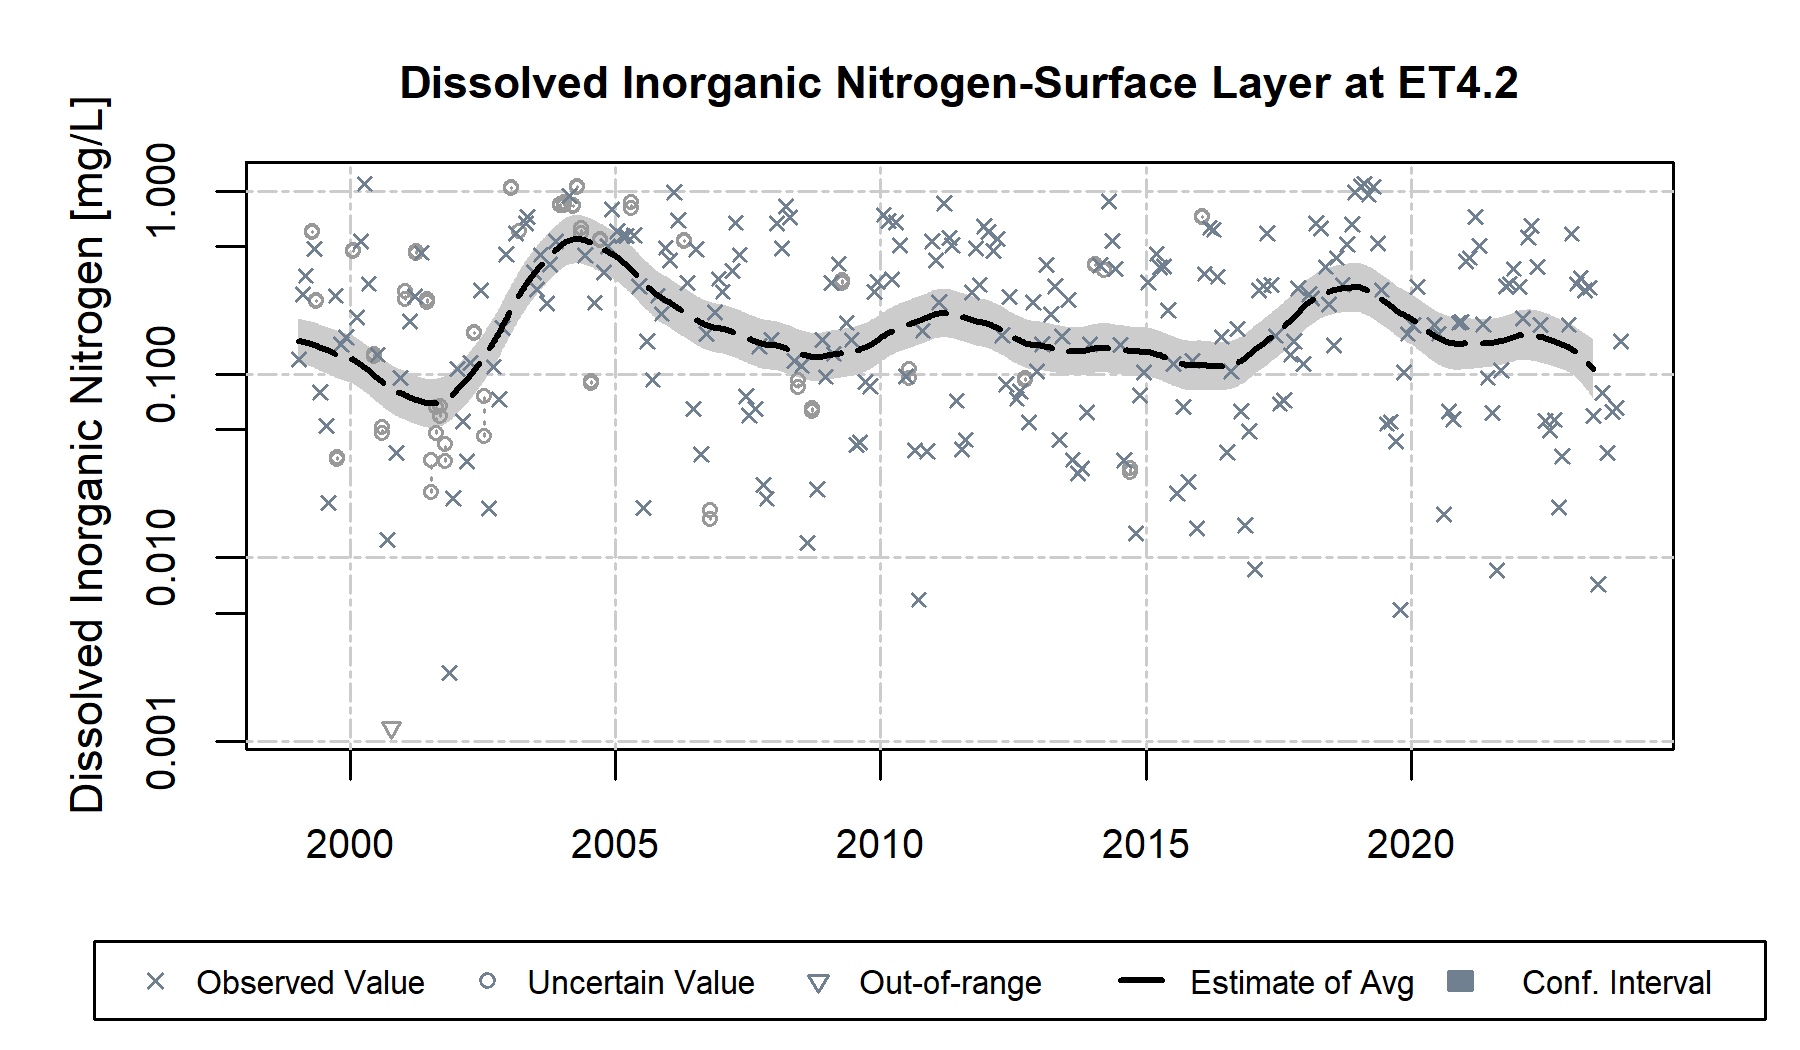 Dissolved Inorganic Nitrogen-Surface Layer at ET4.2
Dissolved Inorganic Nitrogen [mg/L]
1.000
0.100
0.010
0.001
2000 2005 2010 2015 2020
Observed Value Uncertain Value Out-of-range Estimate of Avg Conf. Interval